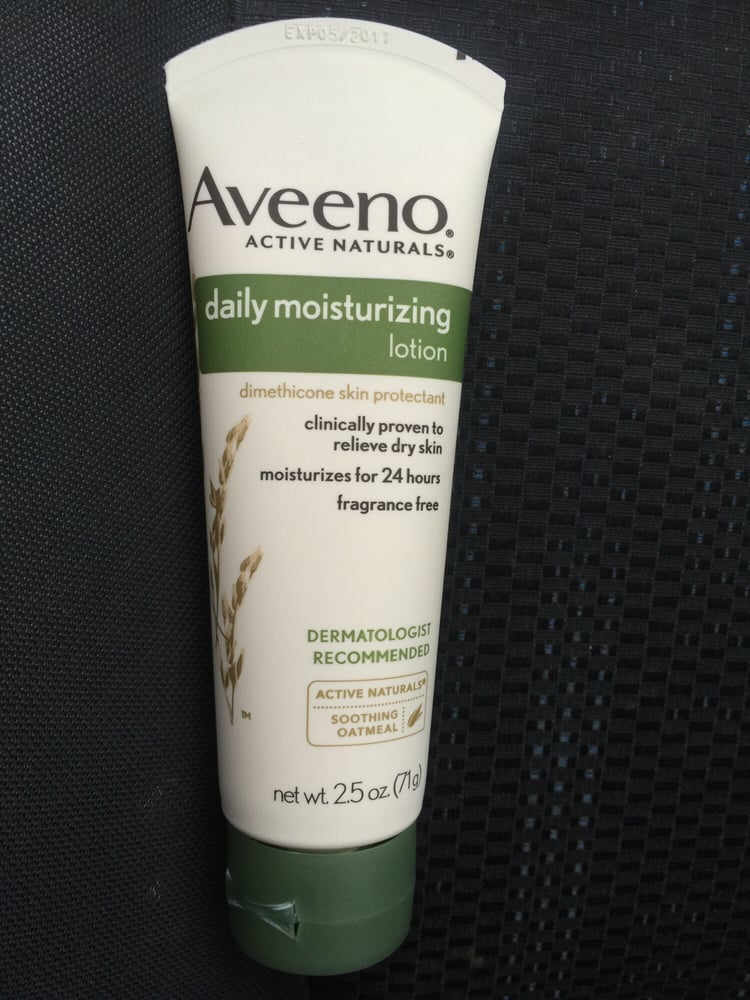 EXP05/2017
Aveeno®
ACTIVE NATURALS®
daily moisturizing
lotion
dimethicone skin protectant
clinically proven to
relieve dry skin
moisturizes for 24 hours
fragrance free
DERMATOLOGIST
RECOMMENDED
ACTIVE NATURALS®
SOOTHING
OATMEAL
TM
net wt. 2.5 oz. (71g)